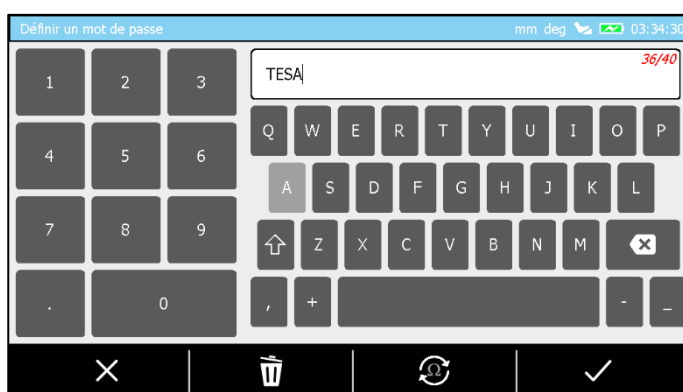 Définir un mot de passe mm deg 03:34:30
TESA 36/40
1 2 3
4 5 6
7 8 9
. 0
Q W E R T Y U I O P
A S D F G H J K L
Z X C V B N M
, + - _
Ω